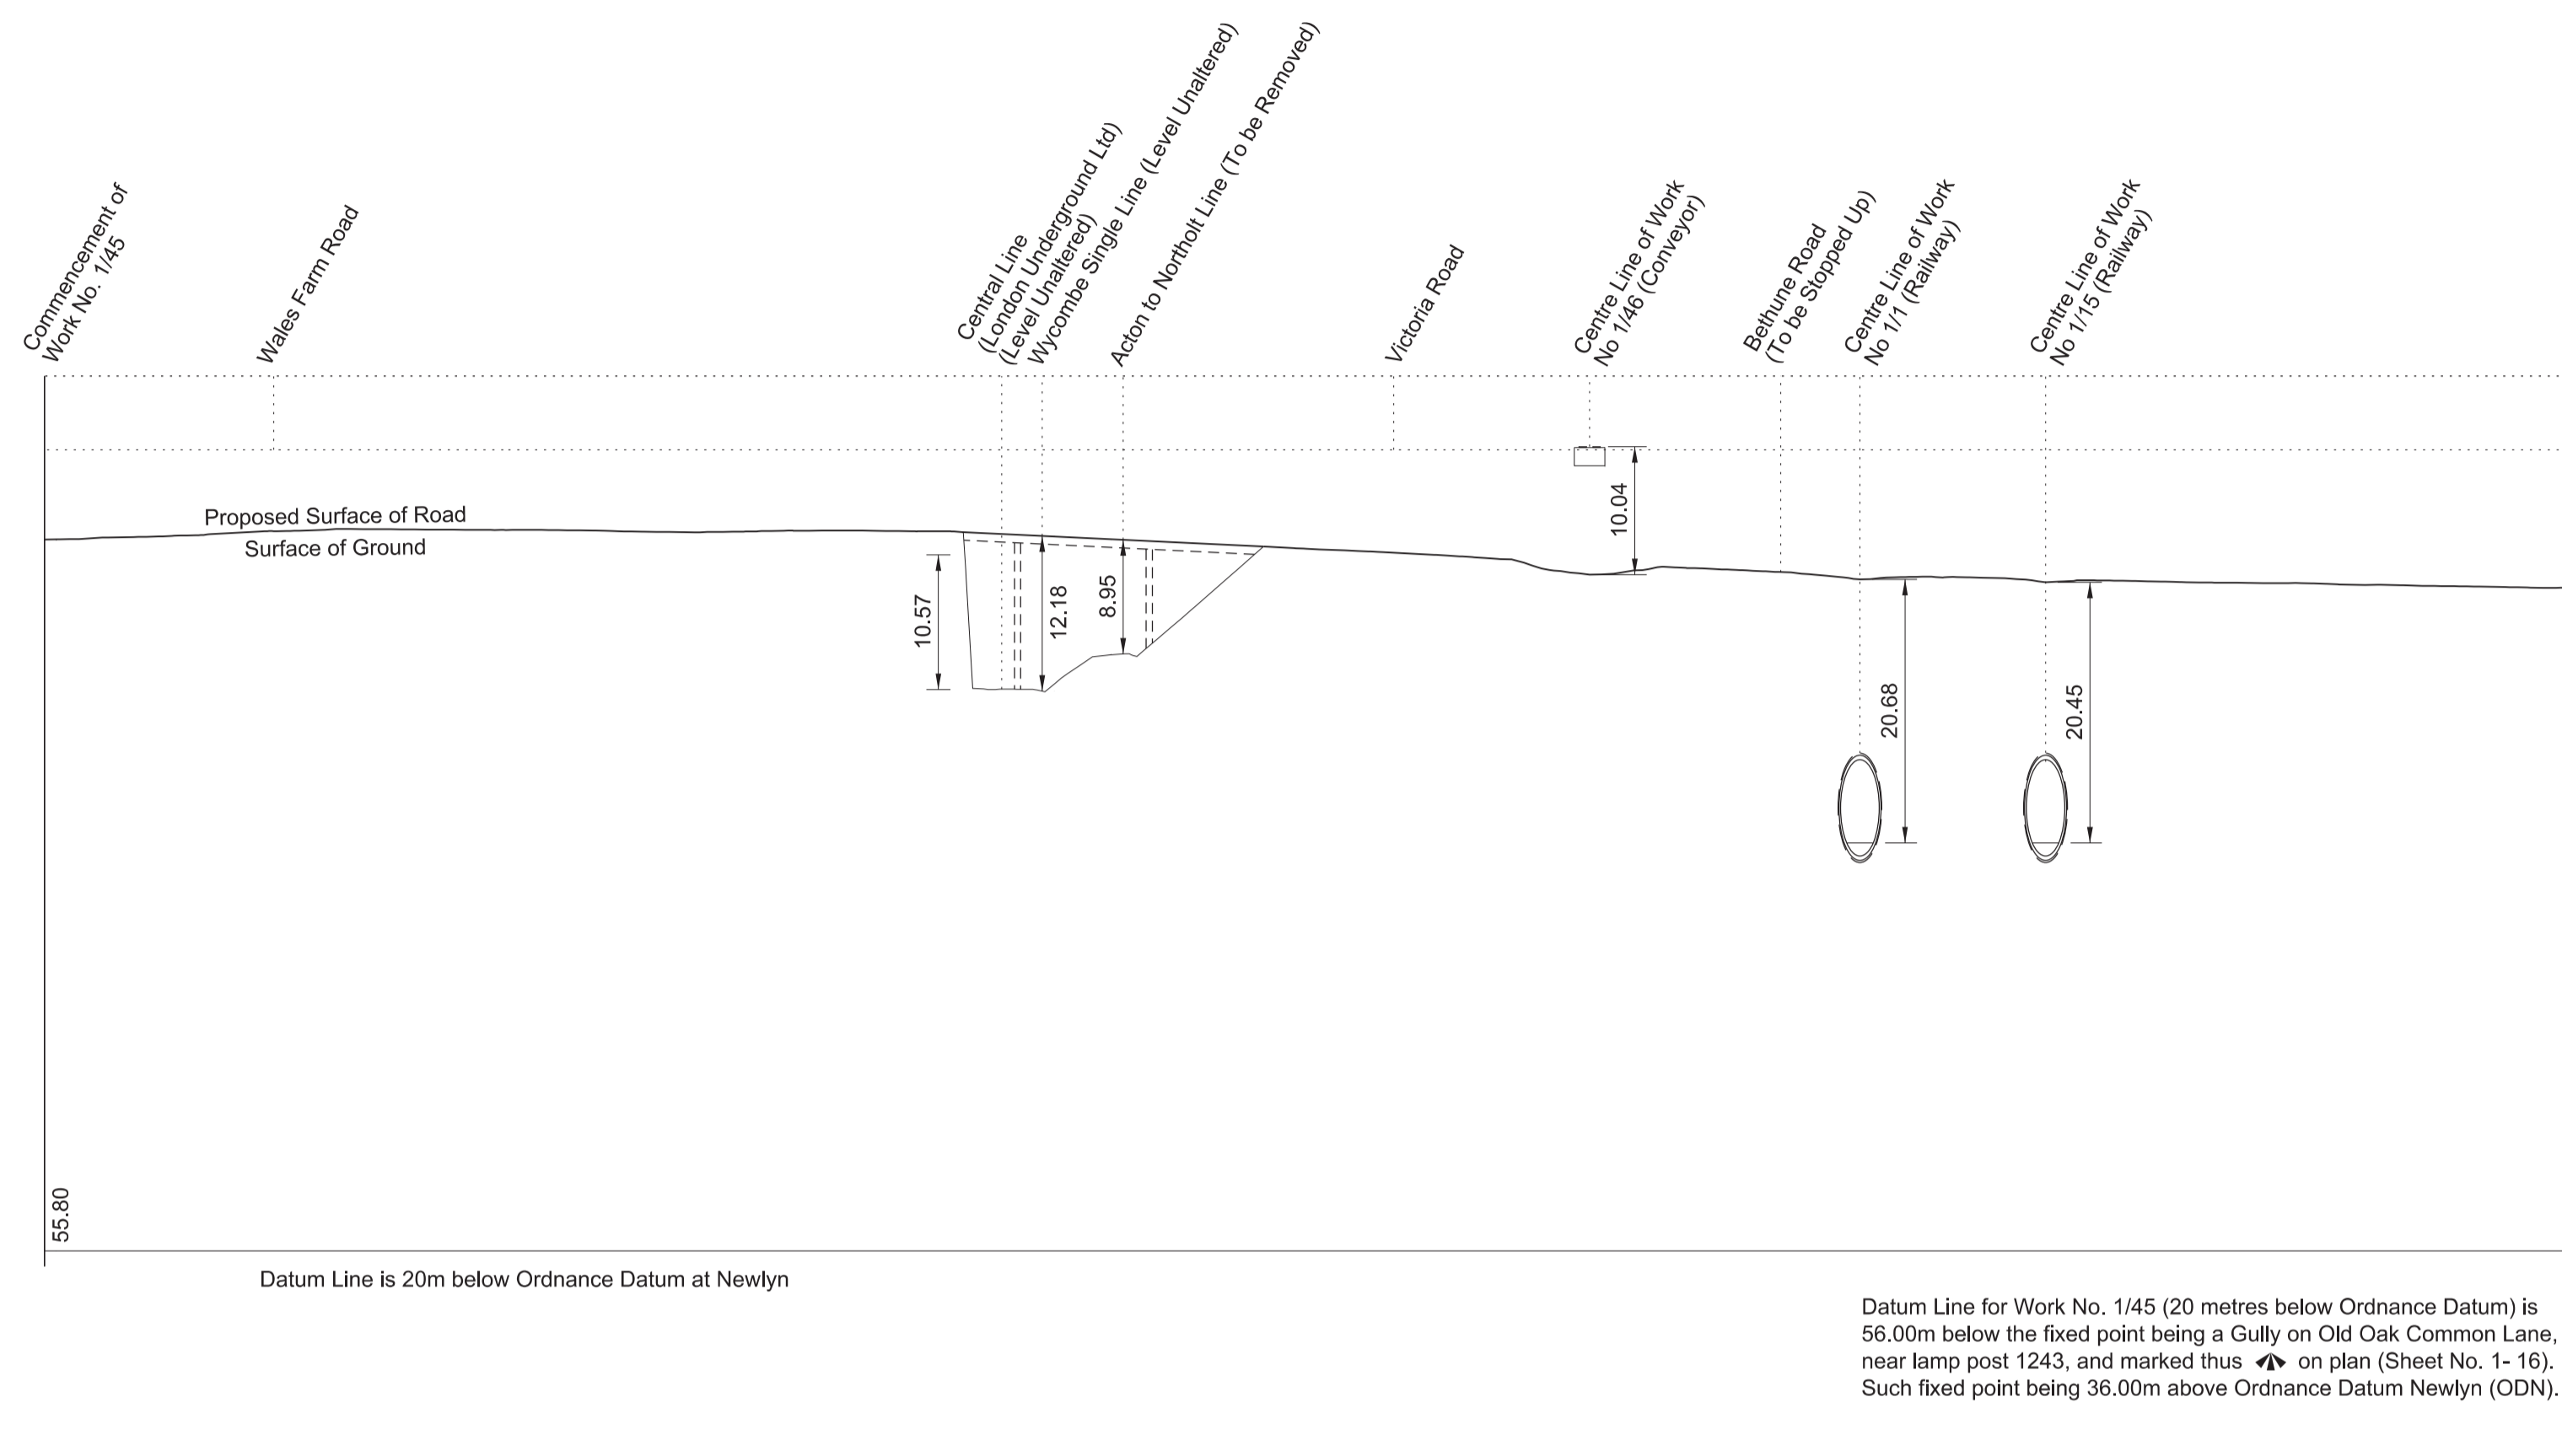 Commencement of
Work No. 1/45
Wales Farm Road
Central Line
(London Underground Ltd)
(Level Unaltered)
Wycombe Single Line (Level Unaltered)
Acton to Northolt Line (To be Removed)
Victoria Road
Centre Line of Work
No 1/46 (Conveyor)
Bethune Road
(To be Stopped Up)
Centre Line of Work
No 1/1 (Railway)
Centre Line of Work
No 1/15 (Railway)
Proposed Surface of Road
Surface of Ground
10.57
12.18
8.95
10.04
20.68
20.45
55.80
Datum Line is 20m below Ordnance Datum at Newlyn
Datum Line for Work No. 1/45 (20 metres below Ordnance Datum) is
56.00m below the fixed point being a Gully on Old Oak Common Lane,
near lamp post 1243, and marked thus on plan (Sheet No. 1- 16).
Such fixed point being 36.00m above Ordnance Datum Newlyn (ODN).